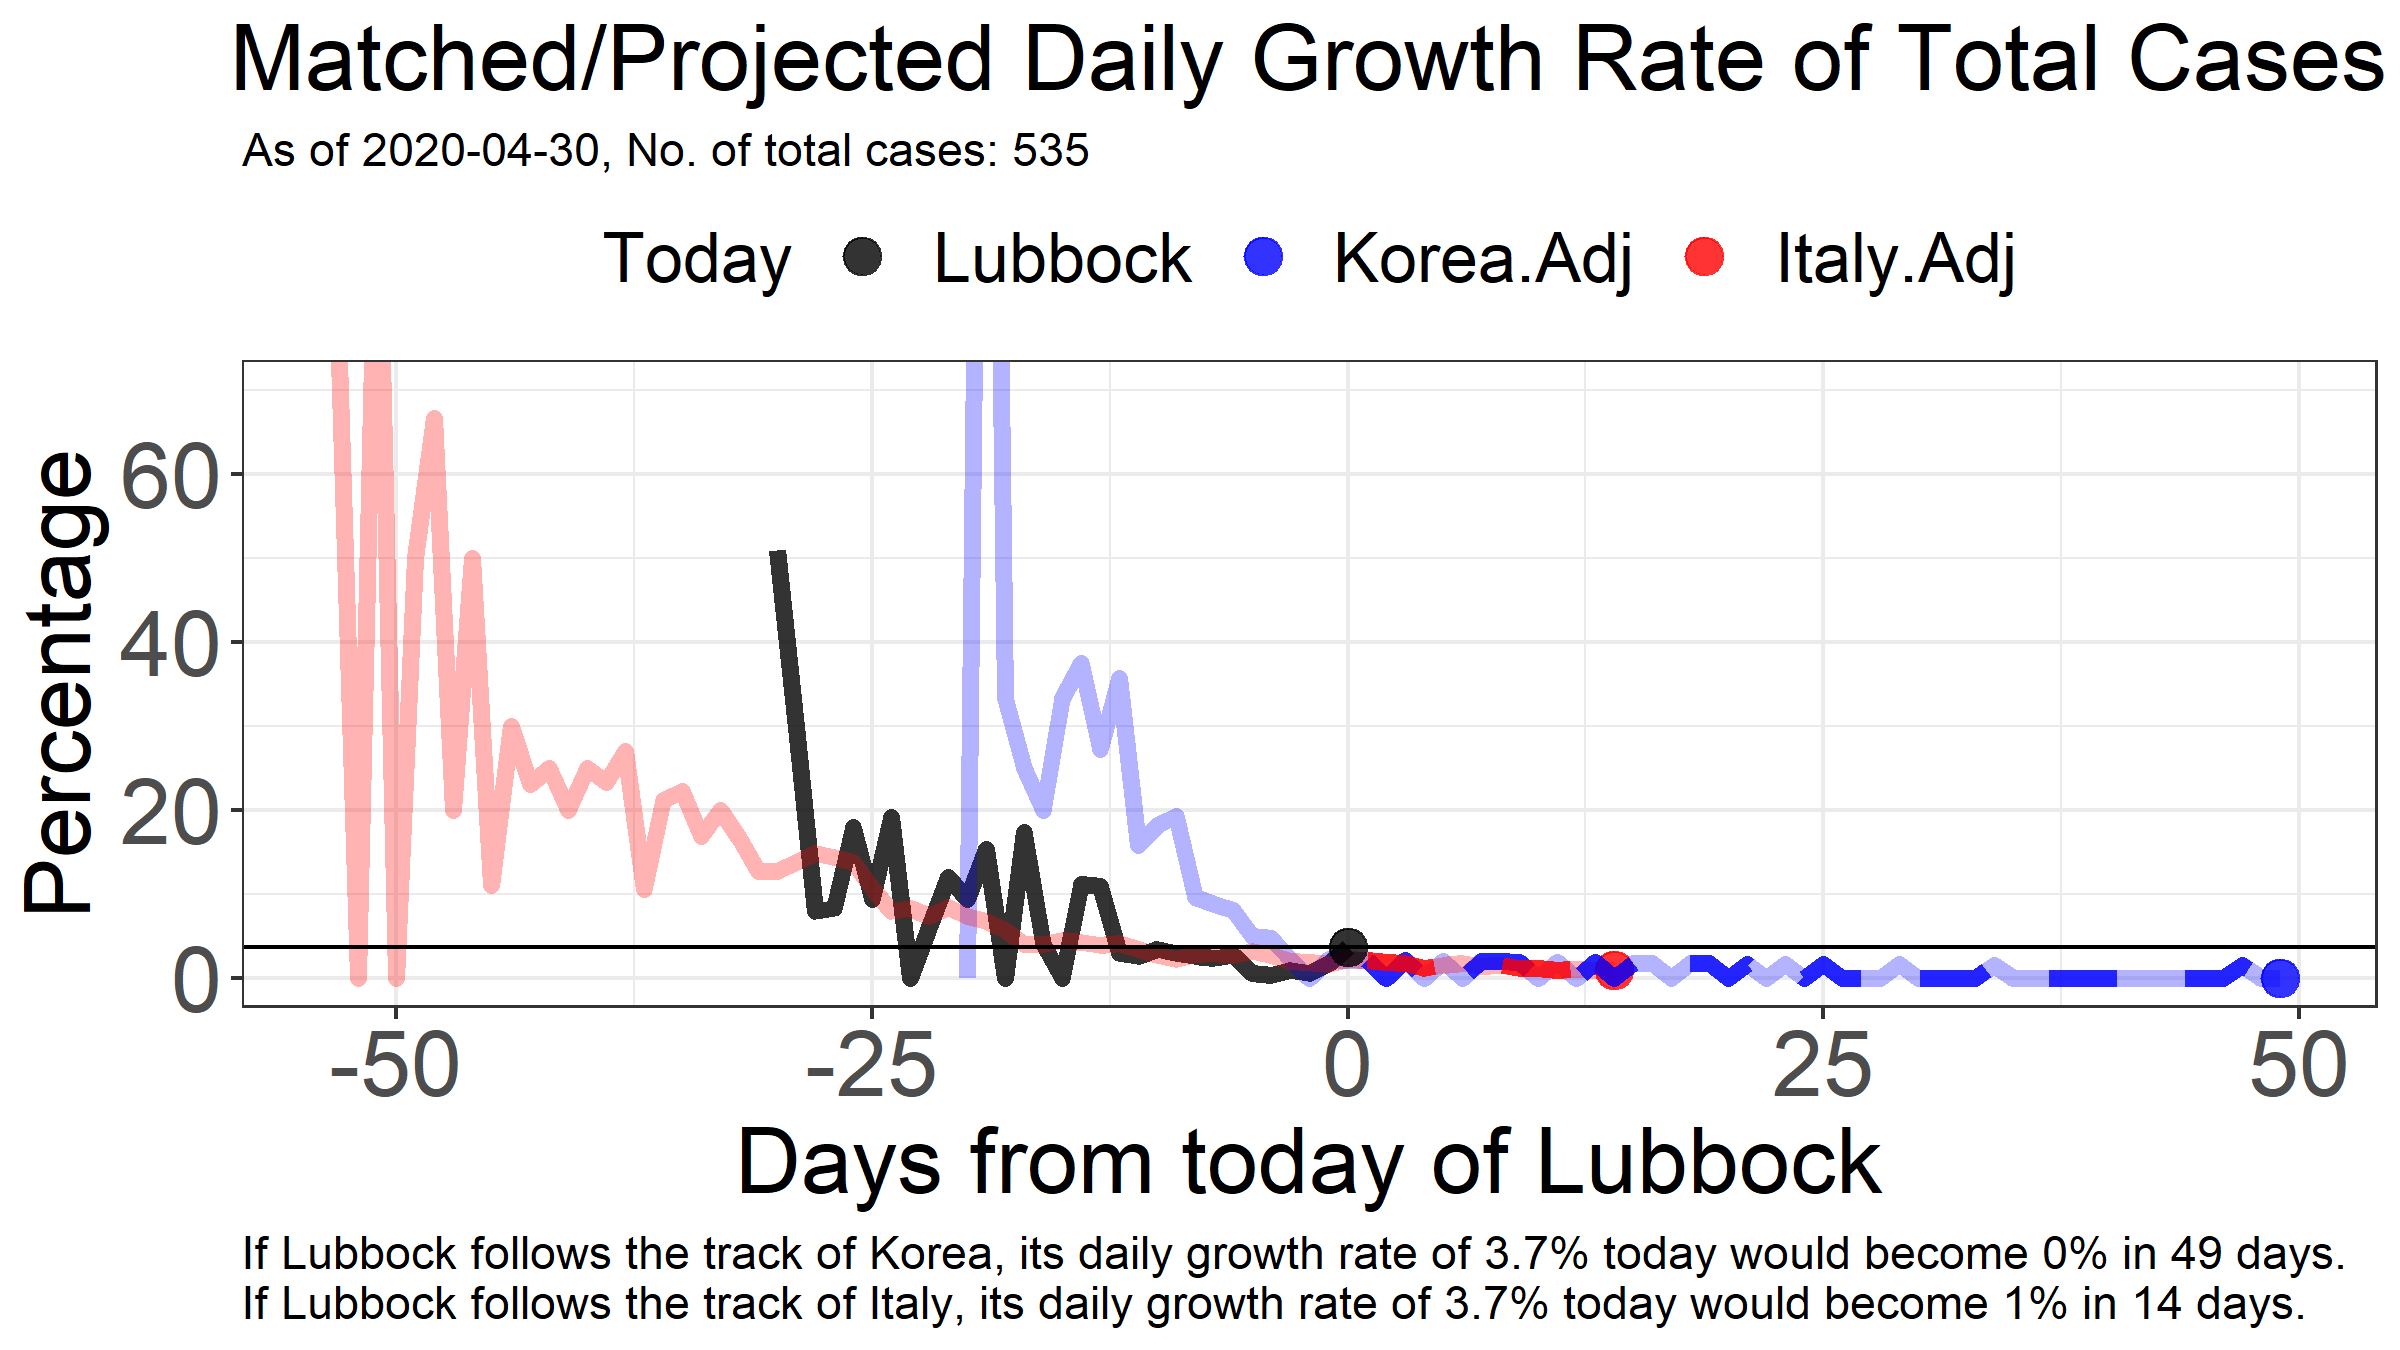 Matched/Projected Daily Growth Rate of Total Cases
As of 2020-04-30, No. of total cases: 535
Today Lubbock Korea.Adj Italy.Adj
Percentage
60
40
20
0
-50 -25 0 25 50
Days from today of Lubbock
If Lubbock follows the track of Korea, its daily growth rate of 3.7% today would become 0% in 49 days.
If Lubbock follows the track of Italy, its daily growth rate of 3.7% today would become 1% in 14 days.